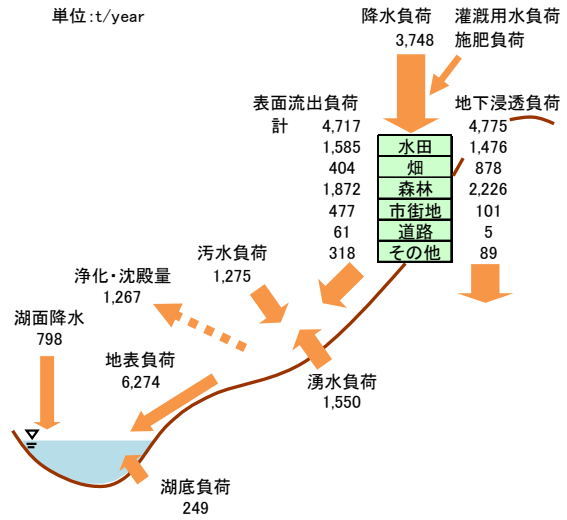 単位:t/year
降水負荷
3,748
灌漑用水負荷
施肥負荷
表面流出負荷
計 4,717
地下浸透負荷
4,775
1,585 水田 1,476
404 畑 878
1,872 森林 2,226
477 市街地 101
61 道路 5
318 その他 89
汚水負荷
1,275
浄化・沈殿量
1,267
湖面降水
798
地表負荷
6,274
湧水負荷
1,550
湖底負荷
249